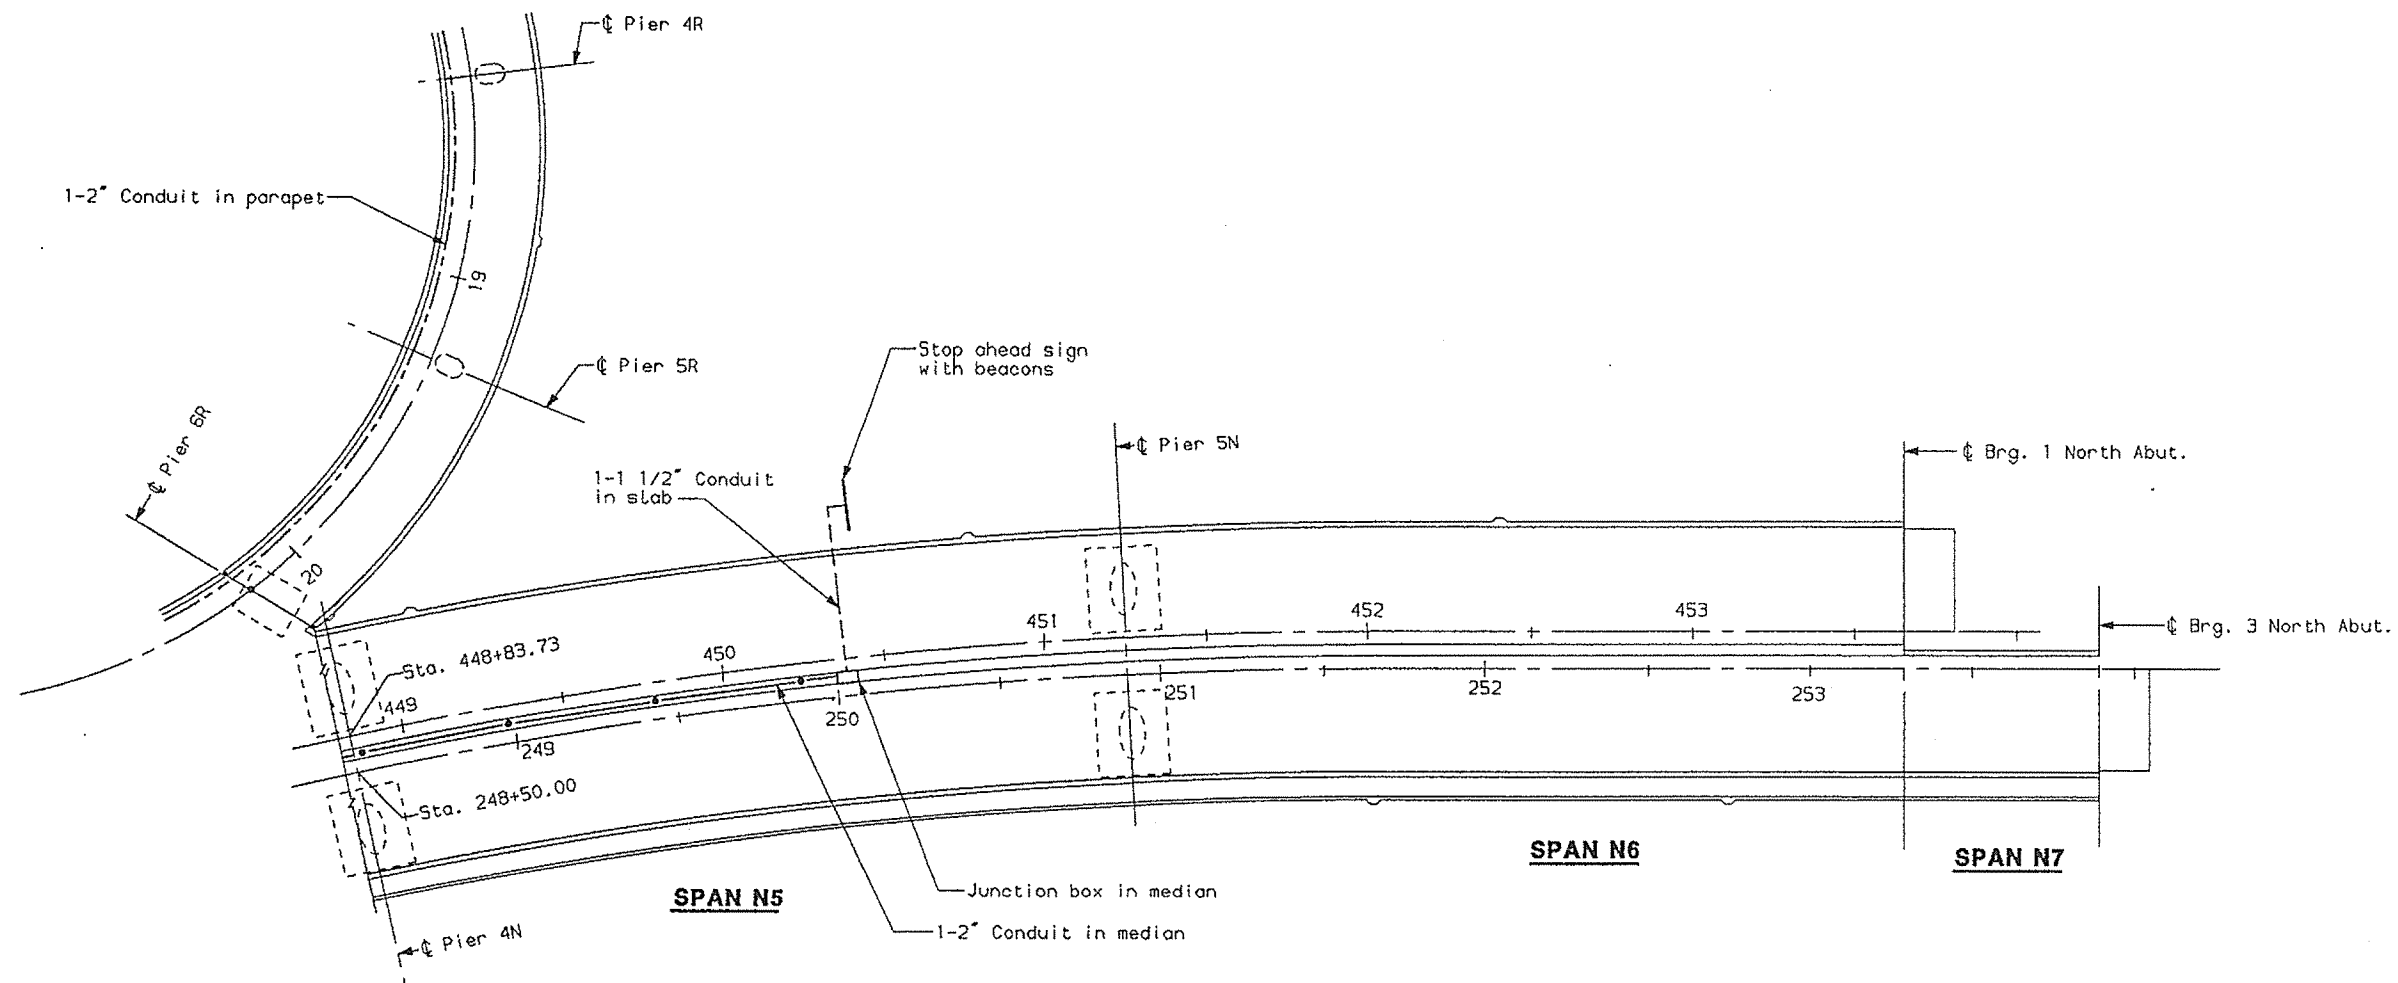 ℄ Pier 4R
1-2" Conduit in parapet
19
℄ Pier 5R
℄ Pier 6R
20
Stop ahead sign
with beacons
1-1 1/2" Conduit
in slab
℄ Pier 5N
℄ Brg. 1 North Abut.
℄ Brg. 3 North Abut.
Sta. 448+83.73
449
450
451
452
453
249
250
251
252
253
Sta. 248+50.00
SPAN N5
SPAN N6
SPAN N7
Junction box in median
1-2" Conduit in median
℄ Pier 4N